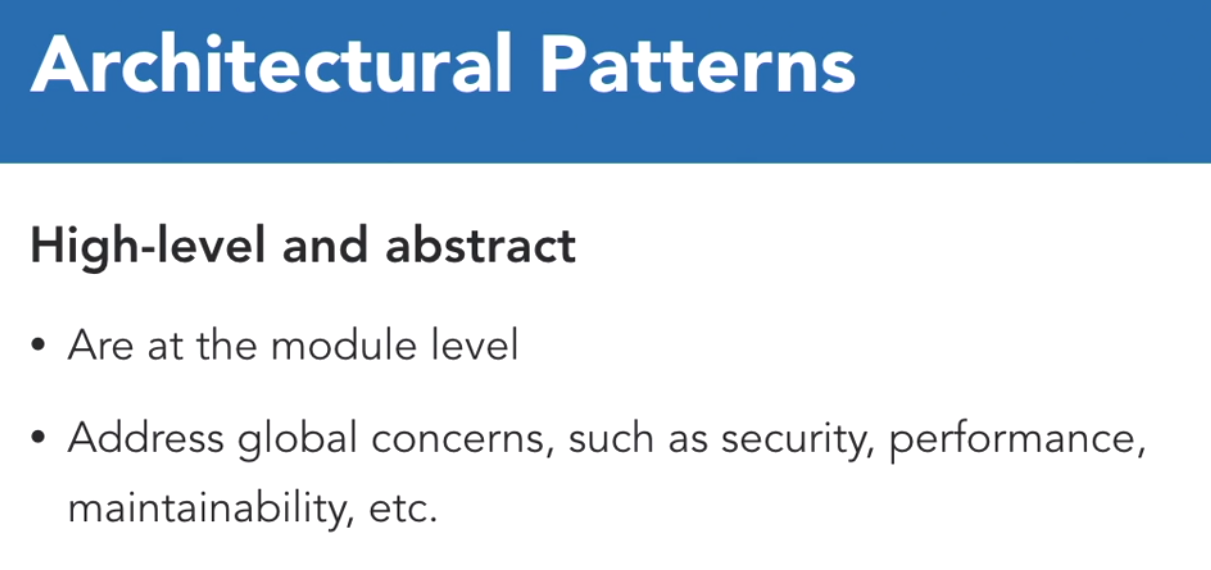 Architectural Patterns
High-level and abstract
• Are at the module level
• Address global concerns, such as security, performance,
maintainability, etc.